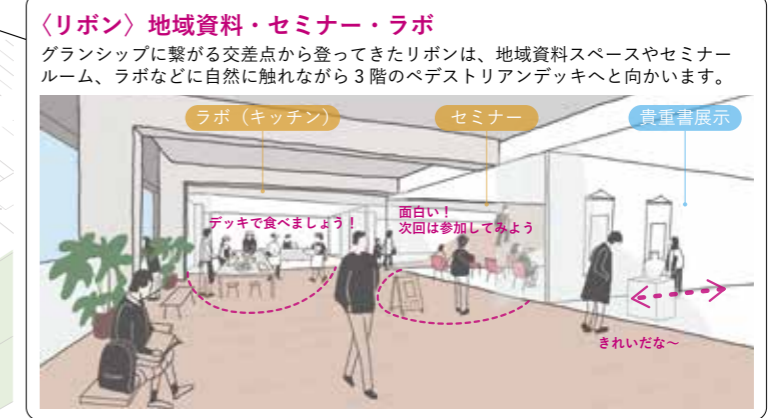 〈リボン〉地域資料・セミナー・ラボ
グランシップに繋がる交差点から登ってきたリボンは、地域資料スペースやセミナー
ルーム、ラボなどに自然に触れながら3階のペデストリアンデッキへと向かいます。
ラボ（キッチン）
セミナー
貴重書展示
デッキで食べましょう！
面白い！
次回は参加してみよう
きれいだな〜